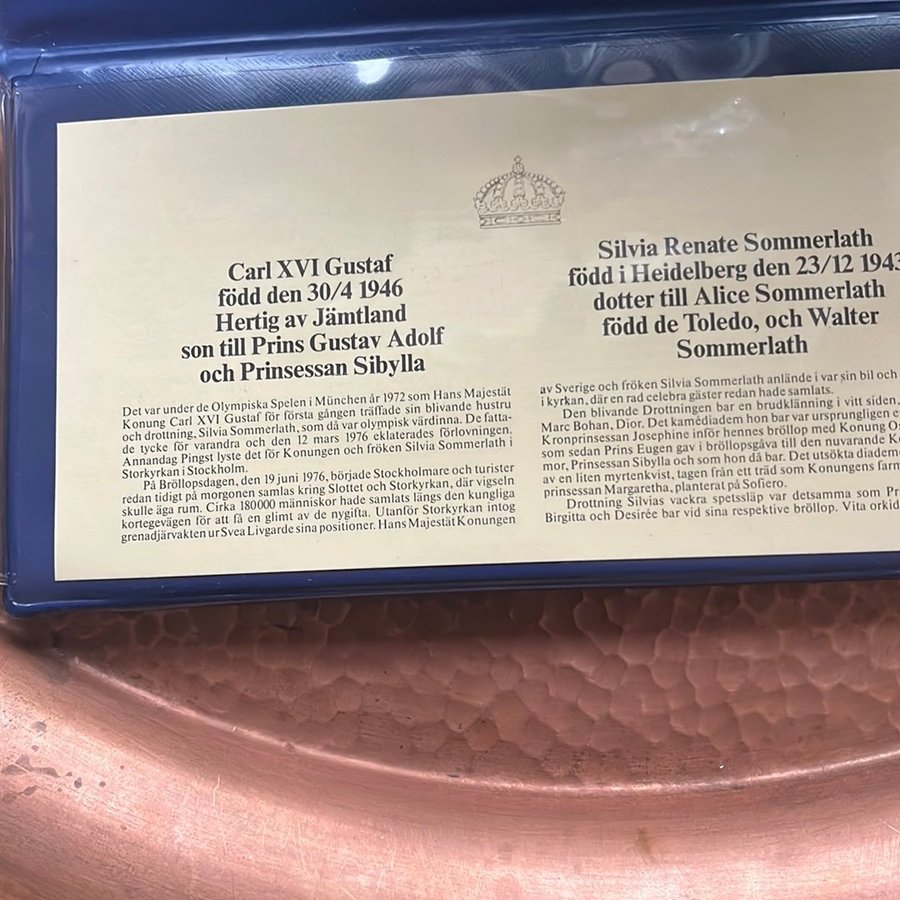 Carl XVI Gustaf
född den 30/4 1946
Hertig av Jämtland
son till Prins Gustav Adolf
och Prinsessan Sibylla
Det var under de Olympiska Spelen i München år 1972 som Hans Majestät
Konung Carl XVI Gustaf för första gången träffade sin blivande hustru
och drottning, Silvia Sommerlath, som då var olympisk värdinna. De fatta-
de tycke för varandra och den 12 mars 1976 eklaterades förlovningen.
Annandag Pingst lyste det för Konungen och fröken Silvia Sommerlath i
Storkyrkan i Stockholm.
På Bröllopsdagen, den 19 juni 1976, började Stockholmare och turister
redan tidigt på morgonen samlas kring Slottet och Storkyrkan, där vigseln
skulle äga rum. Cirka 180000 människor hade samlats längs den kungliga
kortegevägen för att få en glimt av de nygifta. Utanför Storkyrkan intog
grenadjärvakten ur Svea Livgarde sina positioner. Hans Majestät Konungen
Silvia Renate Sommerlath
född i Heidelberg den 23/12 1943
dotter till Alice Sommerlath
född de Toledo, och Walter
Sommerlath
av Sverige och fröken Silvia Sommerlath anlände i var sin bil och
i kyrkan, där en rad celebra gäster redan hade samlats.
Den blivande Drottningen bar en brudklänning i vitt siden,
Marc Bohan, Dior. Det kamédiadem hon bar var ursprungligen
Kronprinsessan Josephine inför hennes bröllop med Konung
som sedan Prins Eugen gav i bröllopsgåva till den nuvarande
mor, Prinsessan Sibylla och som hon då bar. Det utsökta
av en liten myrtenkvist, tagen från ett träd som Konungens
prinsessan Margaretha, planterat på Sofiero.
Drottning Silvias vackra spetsslåp var detsamma som
Birgitta och Desirée bar vid sina respektive bröllop. Vita